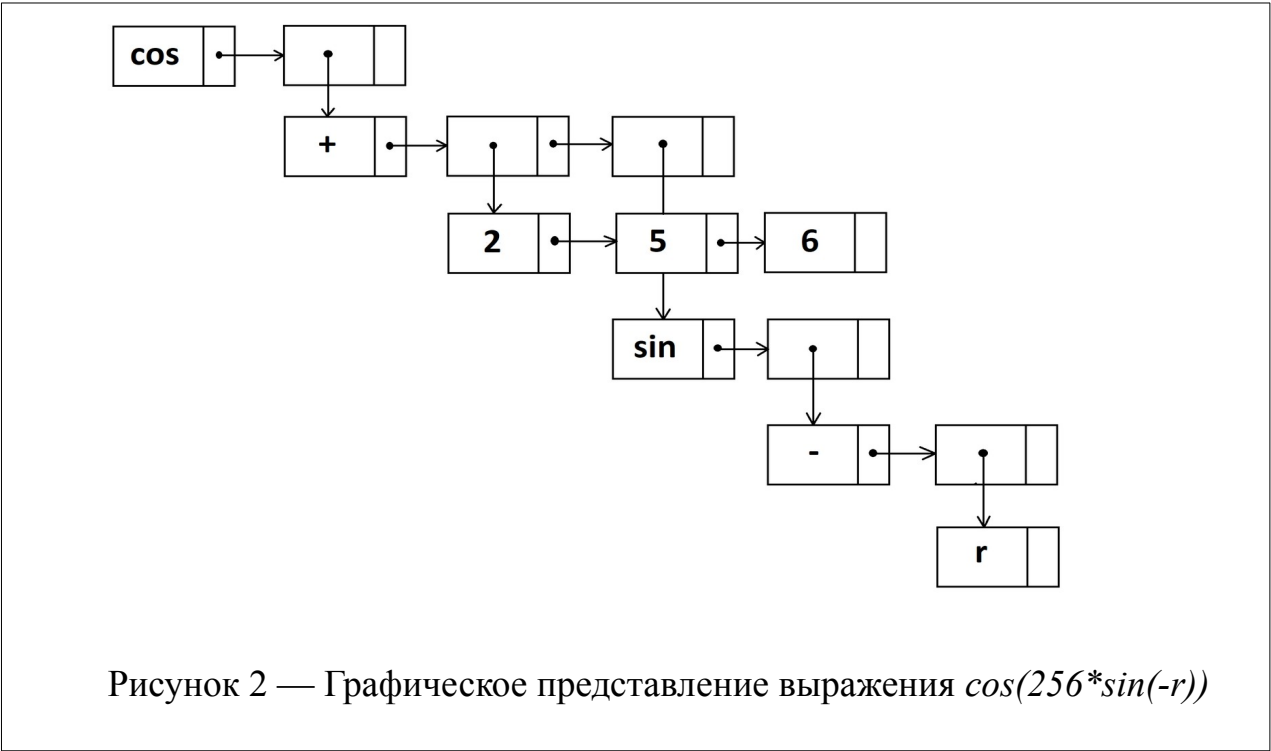 cos
+
2 5 6
sin
-
r
Рисунок 2 — Графическое представление выражения cos(256*sin(-r))